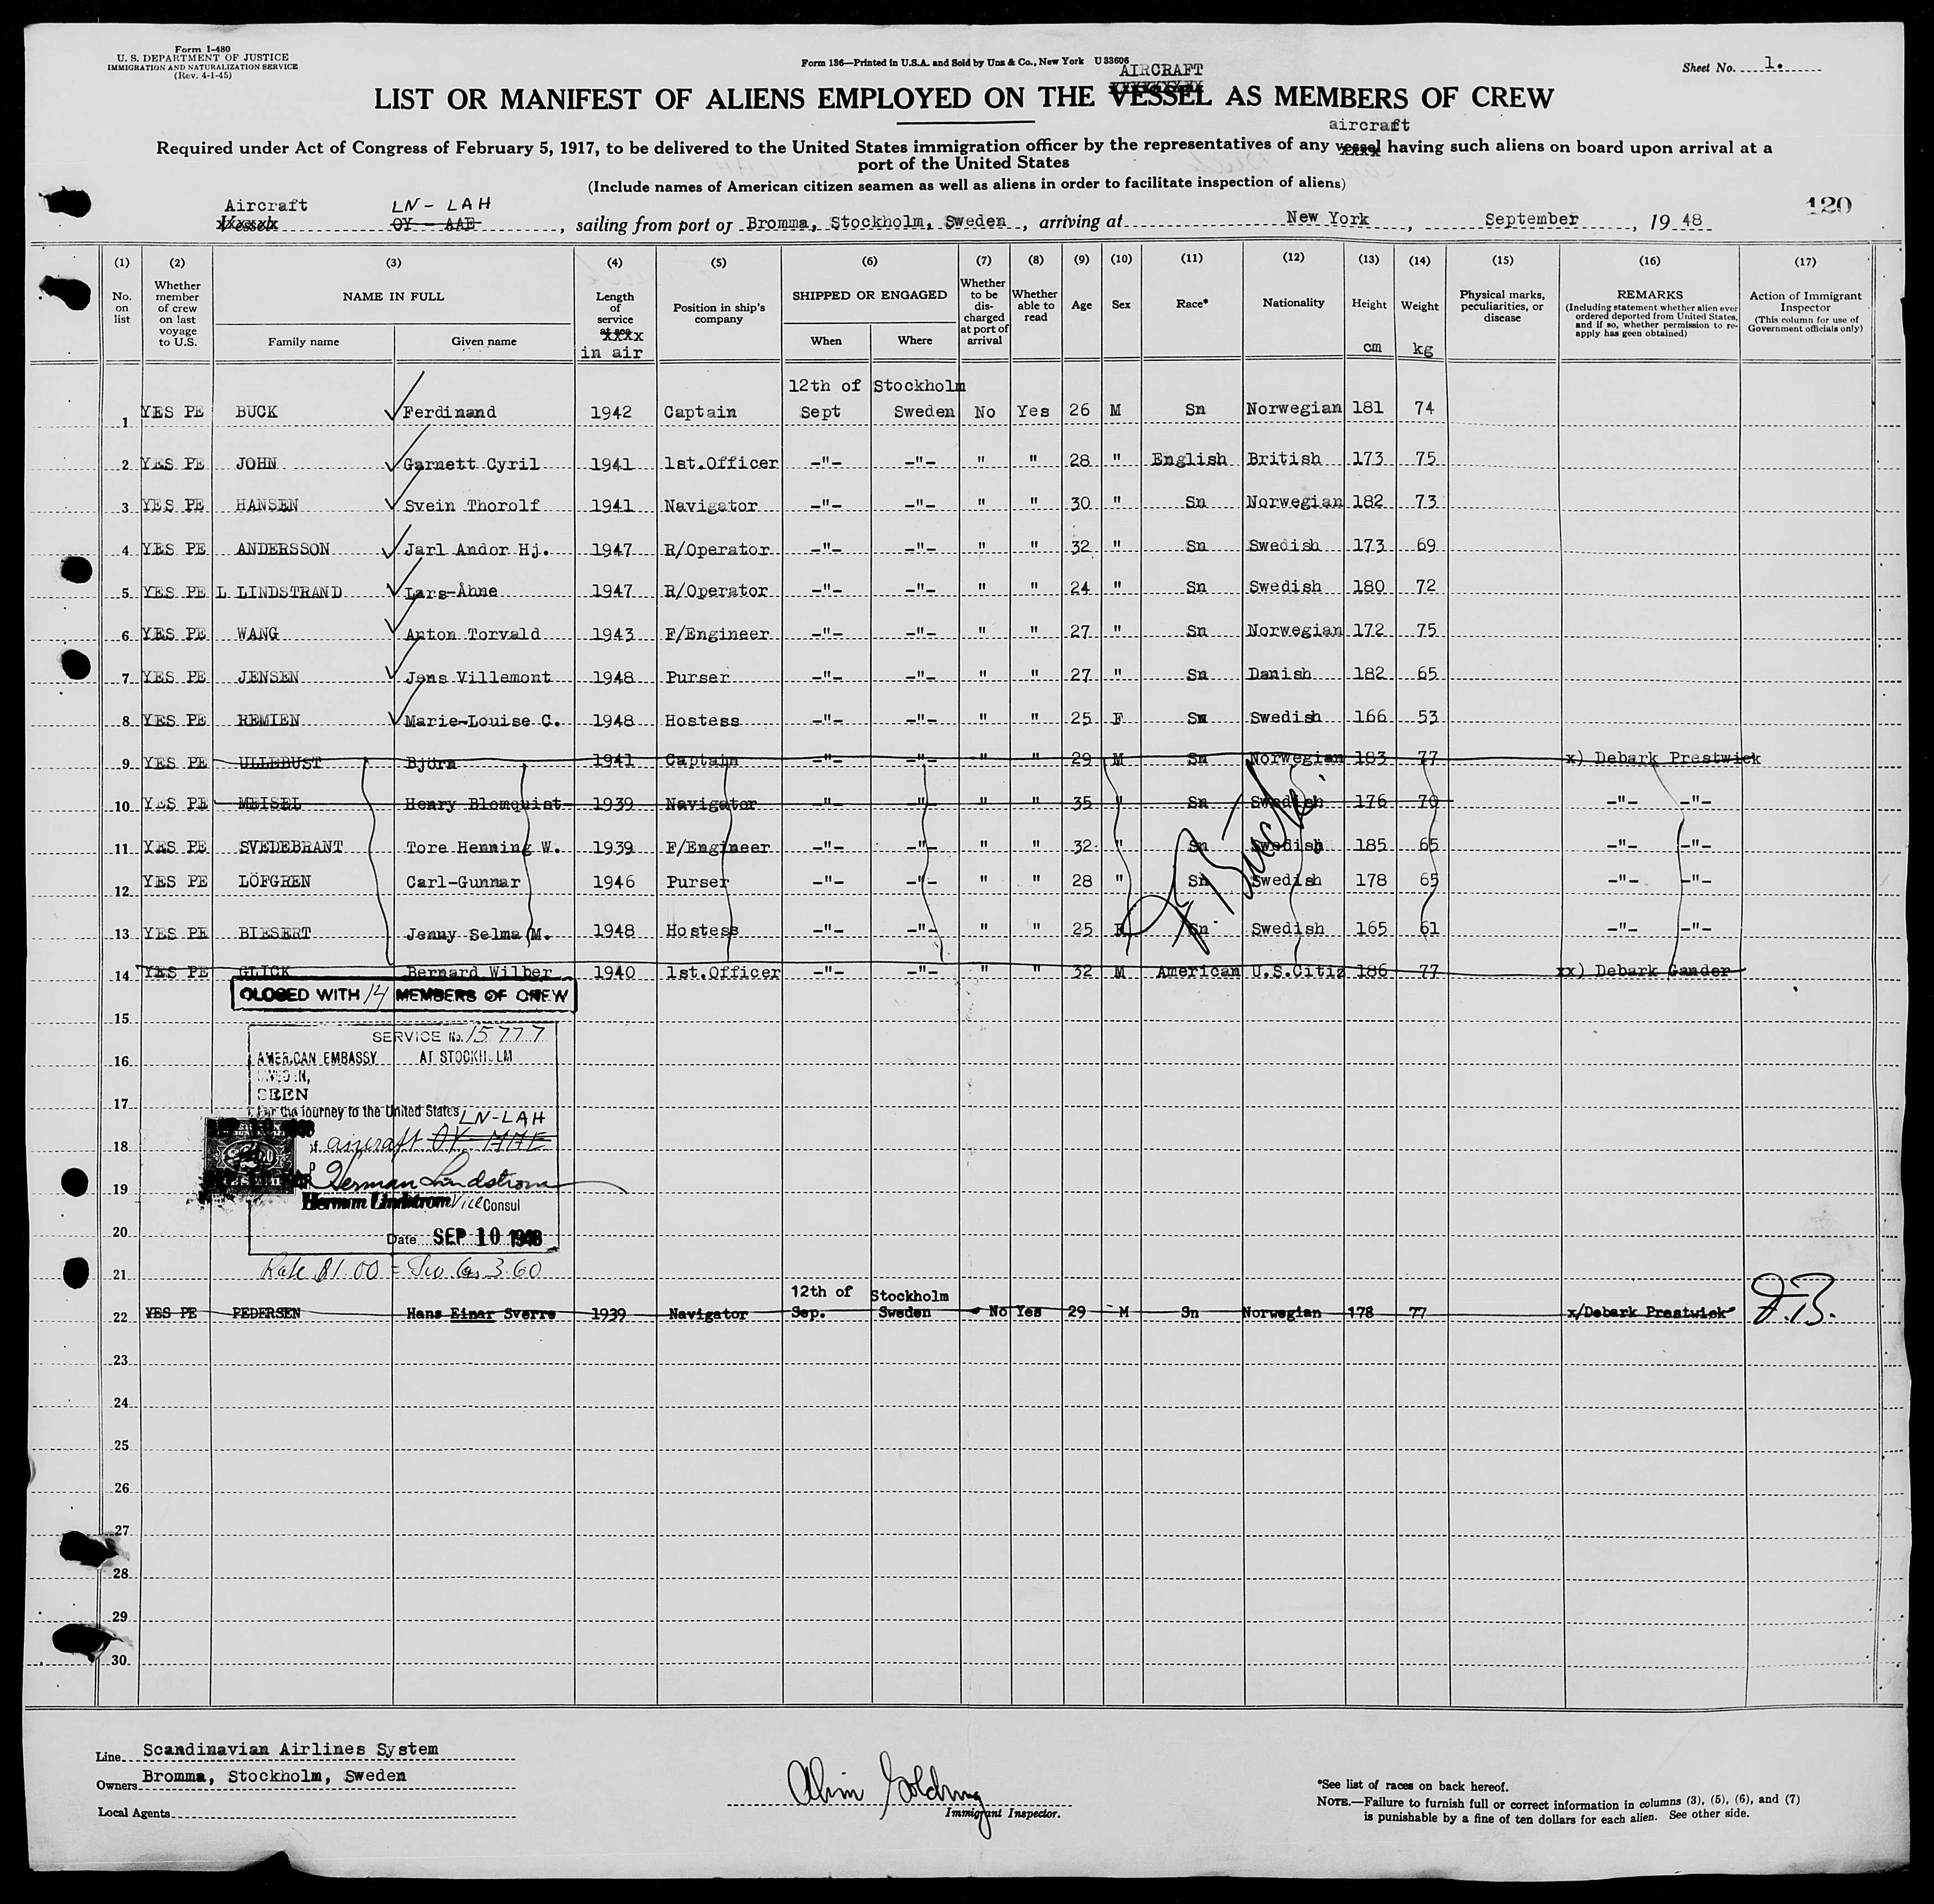 Form I-480
U. S. DEPARTMENT OF JUSTICE
IMMIGRATION AND NATURALIZATION SERVICE
(Rev. 4-1-45)
Form 136—Printed in U.S.A. and Sold by Unz & Co., New York U 33606
Sheet No. 1.
AIRCRAFT
LIST OR MANIFEST OF ALIENS EMPLOYED ON THE VESSEL AS MEMBERS OF CREW
aircraft
Required under Act of Congress of February 5, 1917, to be delivered to the United States immigration officer by the representatives of any vessel having such aliens on board upon arrival at a
port of the United States
(Include names of American citizen seamen as well as aliens in order to facilitate inspection of aliens)
120
Aircraft LN - LAH
Vessel OY - AAE, sailing from port of Bromma, Stockholm, Sweden, arriving at New York, September, 19 48
(1) (2) (3) (4) (5) (6) (7) (8) (9) (10) (11) (12) (13) (14) (15) (16) (17)
No. on list
Whether member of crew on last voyage to U.S.
NAME IN FULL
Family name Given name
Length of service at sea
in air
Position in ship's company
SHIPPED OR ENGAGED
When Where
Whether to be discharged at port of arrival
Whether able to read
Age
Sex
Race*
Nationality
Height
cm
Weight
kg
Physical marks, peculiarities, or disease
REMARKS
(Including statement whether alien ever ordered deported from United States, and if so, whether permission to re-apply has geen obtained)
Action of Immigrant Inspector
(This column for use of Government officials only)
12th of Stockholm
1 YES PE BUCK Ferdinand 1942 Captain Sept Sweden No Yes 26 M Sn Norwegian 181 74
2 YES PE JOHN Garnett Cyril 1941 1st.Officer -"- -"- " " 28 " English British 173 75
3 YES PE HANSEN Svein Thorolf 1941 Navigator -"- -"- " " 30 " Sn Norwegian 182 73
4 YES PE ANDERSSON Jarl Andor Hj. 1947 R/Operator -"- -"- " " 32 " Sn Swedish 173 69
5 YES PE L LINDSTRAND Lars-Åhne 1947 R/Operator -"- -"- " " 24 " Sn Swedish 180 72
6 YES PE WANG Anton Torvald 1943 F/Engineer -"- -"- " " 27 " Sn Norwegian 172 75
7 YES PE JENSEN Jens Villemont 1948 Purser -"- -"- " " 27 " Sn Danish 182 65
8 YES PE REMIEN Marie-Louise C. 1948 Hostess -"- -"- " " 25 F Sn Swedish 166 53
9 YES PE ULLEBUST Björn 1941 Captain -"- -"- " " 29 M Sn Norwegian 183 77 x) Debark Prestwick
10 YES PE MEISEL Henry Blomquist 1939 Navigator -"- -"- " " 35 " Sn Swedish 176 70 -"- -"-
11 YES PE SVEDEBRANT Tore Henning W. 1939 F/Engineer -"- -"- " " 32 " Sn Swedish 185 65 -"- -"-
12 YES PE LÖFGREN Carl-Gunnar 1946 Purser -"- -"- " " 28 " Sn Swedish 178 65 -"- -"-
13 YES PE BIESERT Jenny Selma M. 1948 Hostess -"- -"- " " 25 F Sn Swedish 165 61 -"- -"-
14 YES PE GLICK Bernard Wilber 1940 1st.Officer -"- -"- " " 32 M American U.S.Citiz 186 77 xx) Debark Gander
F. Buck.
CLOSED WITH 14 MEMBERS OF CREW
15
SERVICE No. 15777
16
AMERICAN EMBASSY AT STOCKHOLM
SWEDEN,
SEEN
17
For the journey to the United States LN-LAH
18
of aircraft OY-AAE
19
Herman Lindstrom
Herman Lindstrom Vice Consul
20
Date SEP 10 1948
21
Rate $1.00 = Sw Crs 3.60
12th of Stockholm
22 YES PE PEDERSEN Hans Einar Sverre 1939 Navigator Sep. Sweden No Yes 29 M Sn Norwegian 178 77 x/Debark Prestwick F.B.
23
24
25
26
27
28
29
30
Line Scandinavian Airlines System
Owners Bromma, Stockholm, Sweden
Local Agents
Immigrant Inspector.
*See list of races on back hereof.
NOTE.—Failure to furnish full or correct information in columns (3), (5), (6), and (7)
is punishable by a fine of ten dollars for each alien. See other side.